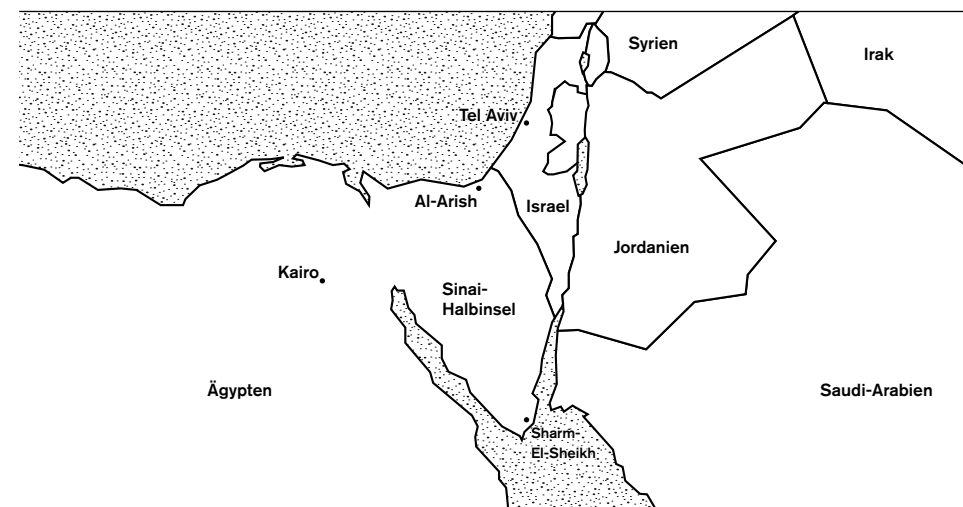 Syrien
Irak
Tel Aviv
Al-Arish
Israel
Jordanien
Kairo
Sinai-
Halbinsel
Ägypten
Saudi-Arabien
Sharm-
El-Sheikh